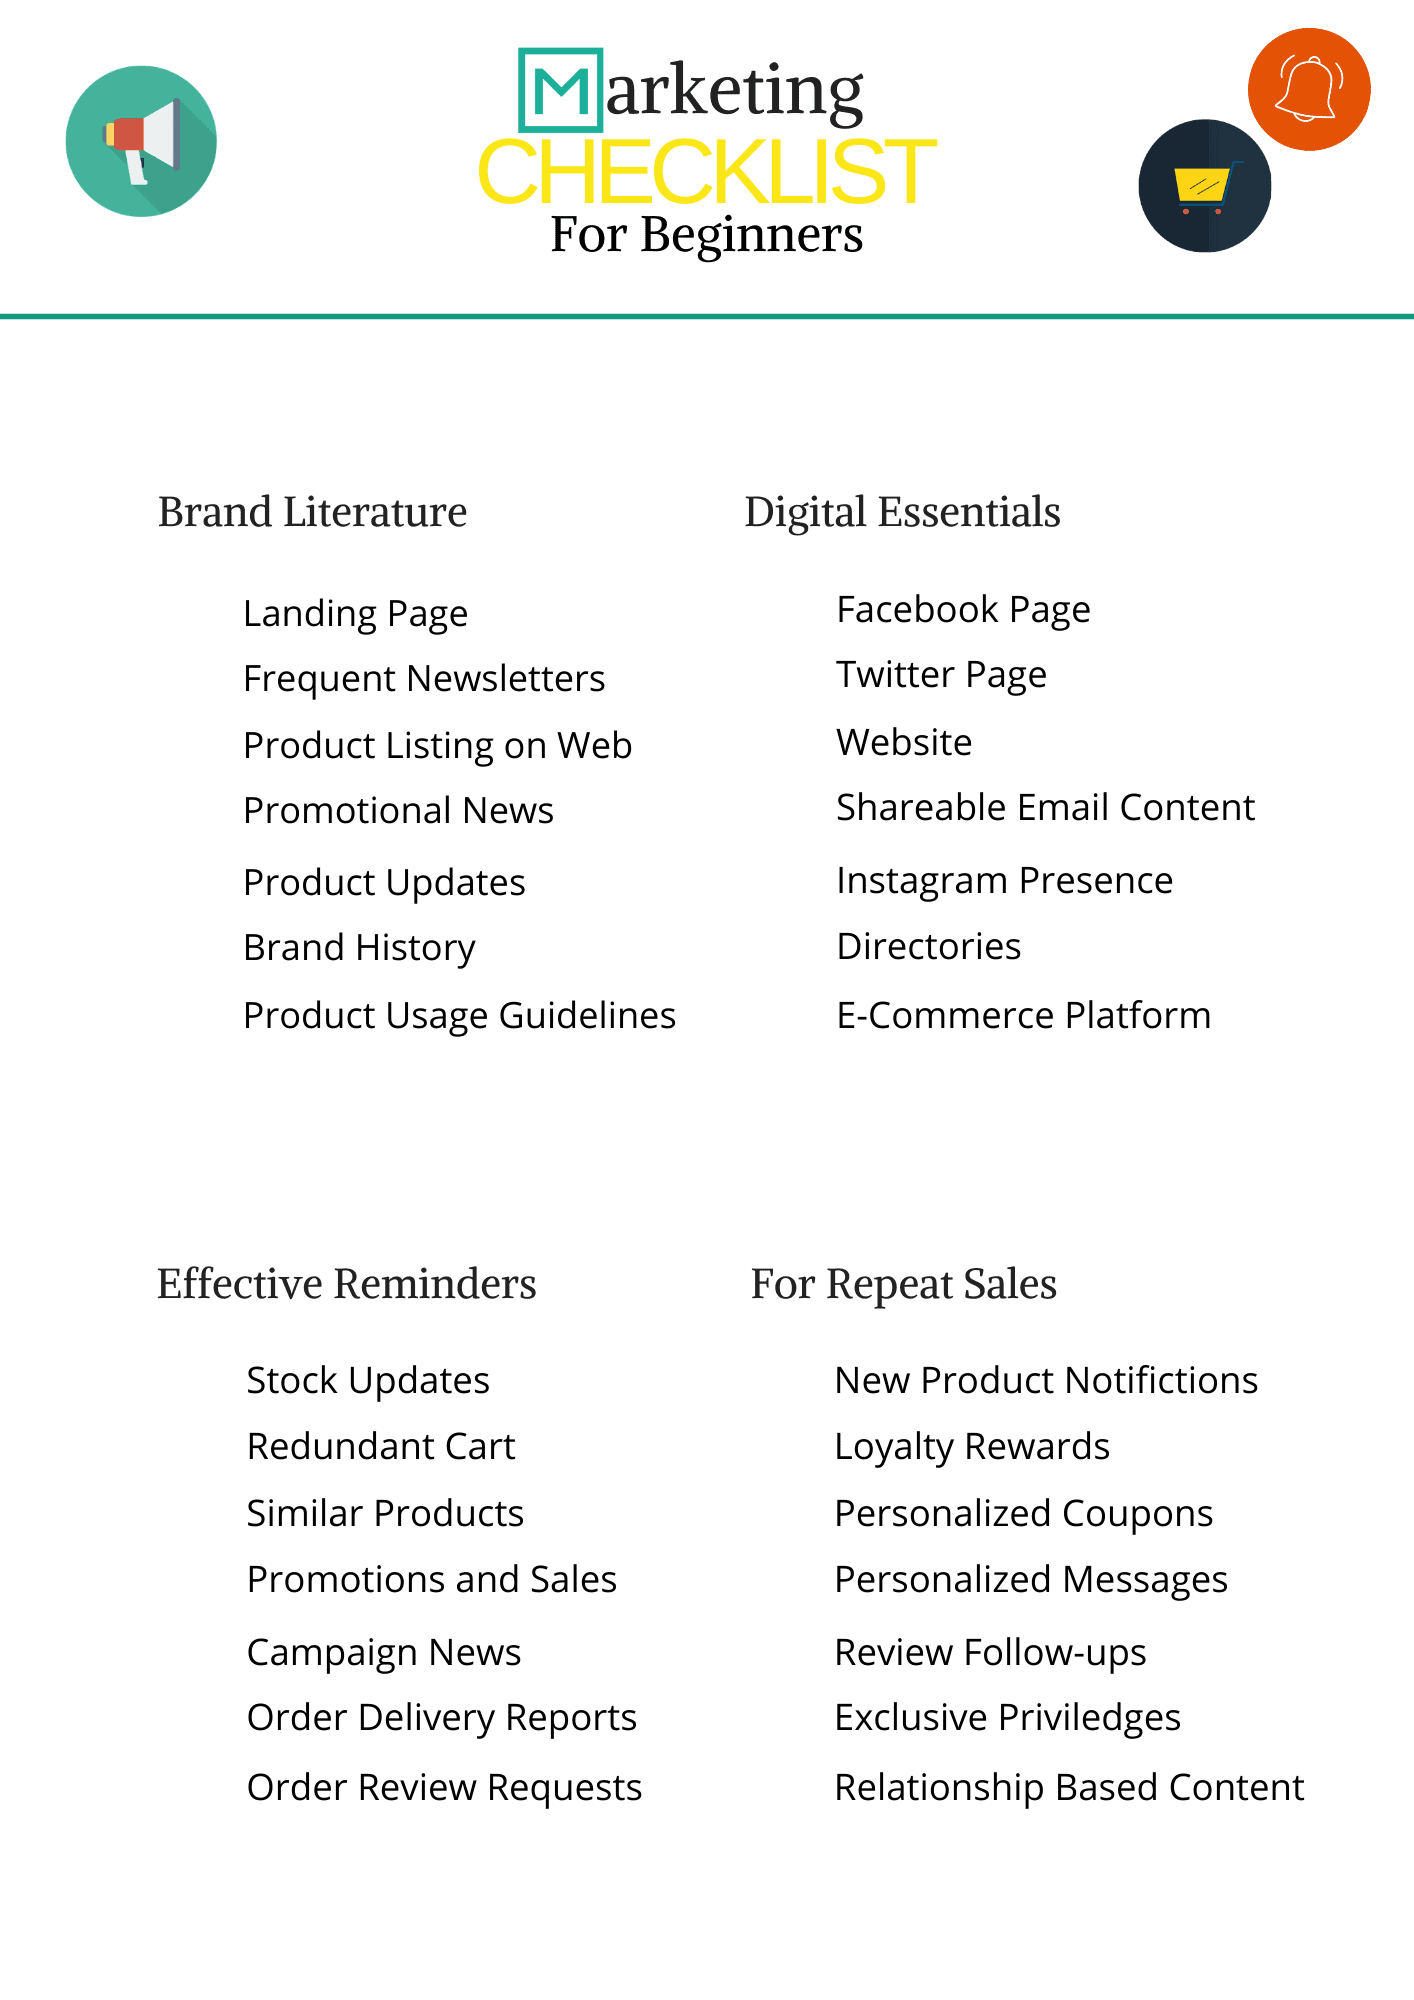 Marketing
CHECKLIST
For Beginners
Brand Literature
Landing Page
Frequent Newsletters
Product Listing on Web
Promotional News
Product Updates
Brand History
Product Usage Guidelines
Digital Essentials
Facebook Page
Twitter Page
Website
Shareable Email Content
Instagram Presence
Directories
E-Commerce Platform
Effective Reminders
Stock Updates
Redundant Cart
Similar Products
Promotions and Sales
Campaign News
Order Delivery Reports
Order Review Requests
For Repeat Sales
New Product Notifictions
Loyalty Rewards
Personalized Coupons
Personalized Messages
Review Follow-ups
Exclusive Priviledges
Relationship Based Content